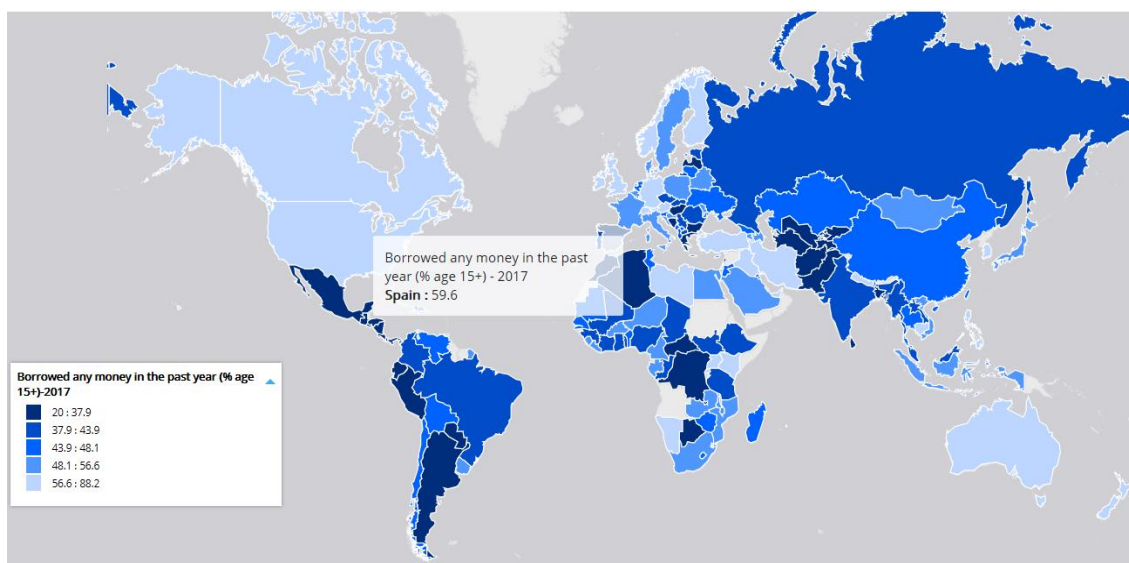 Borrowed any money in the past
year (% age 15+) - 2017
Spain : 59.6
Borrowed any money in the past year (% age
15+)-2017
20 : 37.9
37.9 : 43.9
43.9 : 48.1
48.1 : 56.6
56.6 : 88.2